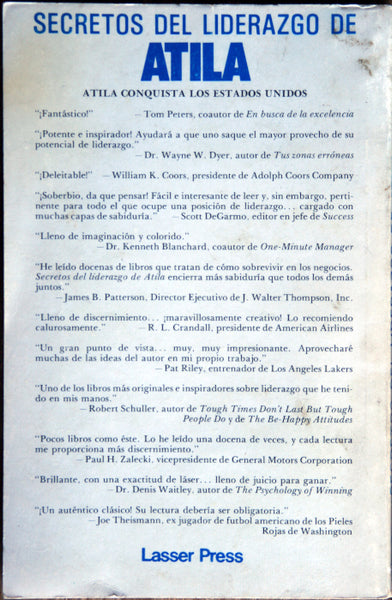 SECRETOS DEL LIDERAZGO DE
ATILA
ATILA CONQUISTA LOS ESTADOS UNIDOS
"¡Fantástico!" — Tom Peters, coautor de En busca de la excelencia
"¡Potente e inspirador! Ayudará a que uno saque el mayor provecho de su
potencial de liderazgo."
— Dr. Wayne W. Dyer, autor de Tus zonas erróneas
"¡Deleitable!" — William K. Coors, presidente de Adolph Coors Company
"¡Soberbio, da que pensar! Fácil e interesante de leer y, sin embargo, perti-
nente para todo el que ocupe una posición de liderazgo... cargado con
muchas capas de sabiduría." — Scott DeGarmo, editor en jefe de Success
"Lleno de imaginación y colorido."
— Dr. Kenneth Blanchard, coautor de One-Minute Manager
"He leído docenas de libros que tratan de cómo sobrevivir en los negocios.
Secretos del liderazgo de Atila encierra más sabiduría que todos los demás
juntos."
— James B. Patterson, Director Ejecutivo de J. Walter Thompson, Inc.
"Lleno de discernimiento... ¡maravillosamente creativo! Lo recomiendo
calurosamente." — R. L. Crandall, presidente de American Airlines
"Un gran punto de vista... muy, muy impresionante. Aprovecharé
muchas de las ideas del autor en mi propio trabajo."
— Pat Riley, entrenador de Los Angeles Lakers
"Uno de los libros más originales e inspiradores sobre liderazgo que he teni-
do en mis manos."
— Robert Schuller, autor de Tough Times Don't Last But Tough
People Do y de The Be-Happy Attitudes
"Pocos libros como éste. Lo he leído una docena de veces, y cada lectura
me proporciona más discernimiento."
— Paul H. Zalecki, vicepresidente de General Motors Corporation
"Brillante, con una exactitud de láser... lleno de juicio para ganar."
— Dr. Denis Waitley, autor de The Psychology of Winning
"¡Un auténtico clásico! Su lectura debería ser obligatoria."
— Joe Theismann, ex jugador de futbol americano de los Pieles
Rojas de Washington
Lasser Press